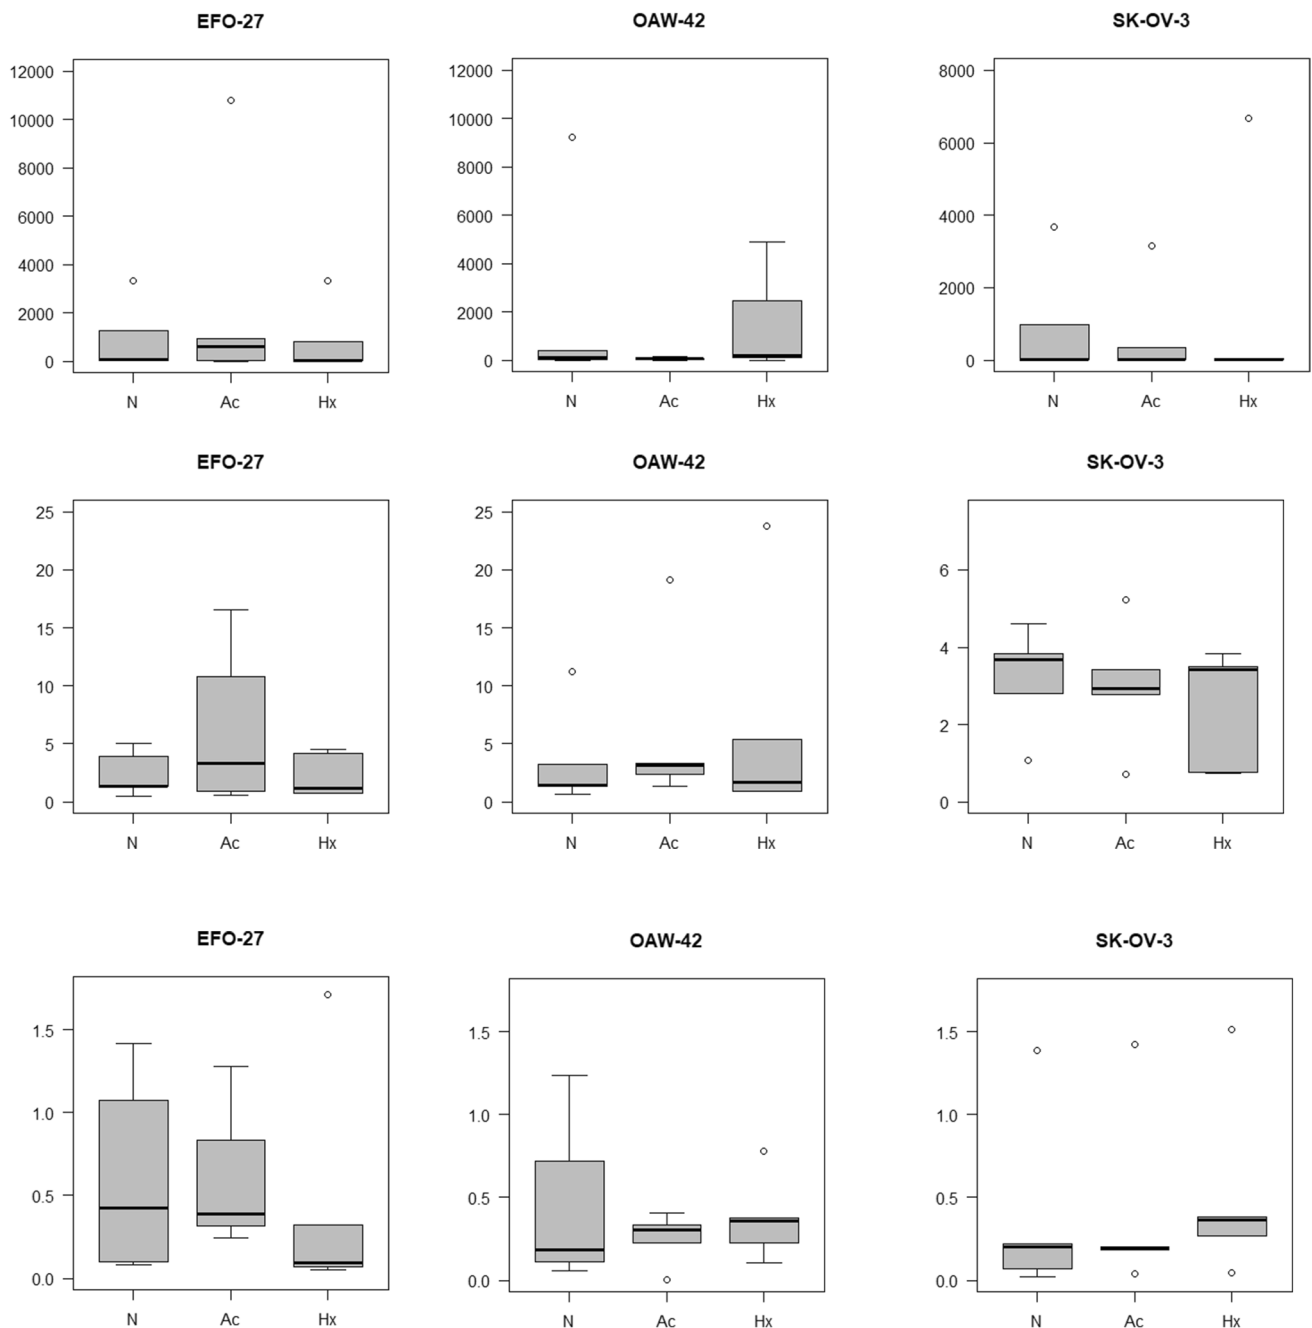 EFO-27 OAW-42 SK-OV-3
12000 12000 8000
10000 10000
8000 8000 6000
6000 6000 4000
4000 4000
2000 2000 2000
0 0 0
N Ac Hx N Ac Hx N Ac Hx
EFO-27 OAW-42 SK-OV-3
25 25
20 20 6
15 15 4
10 10
5 5 2
0 0 0
N Ac Hx N Ac Hx N Ac Hx
EFO-27 OAW-42 SK-OV-3
1.5 1.5 1.5
1.0 1.0 1.0
0.5 0.5 0.5
0.0 0.0 0.0
N Ac Hx N Ac Hx N Ac Hx